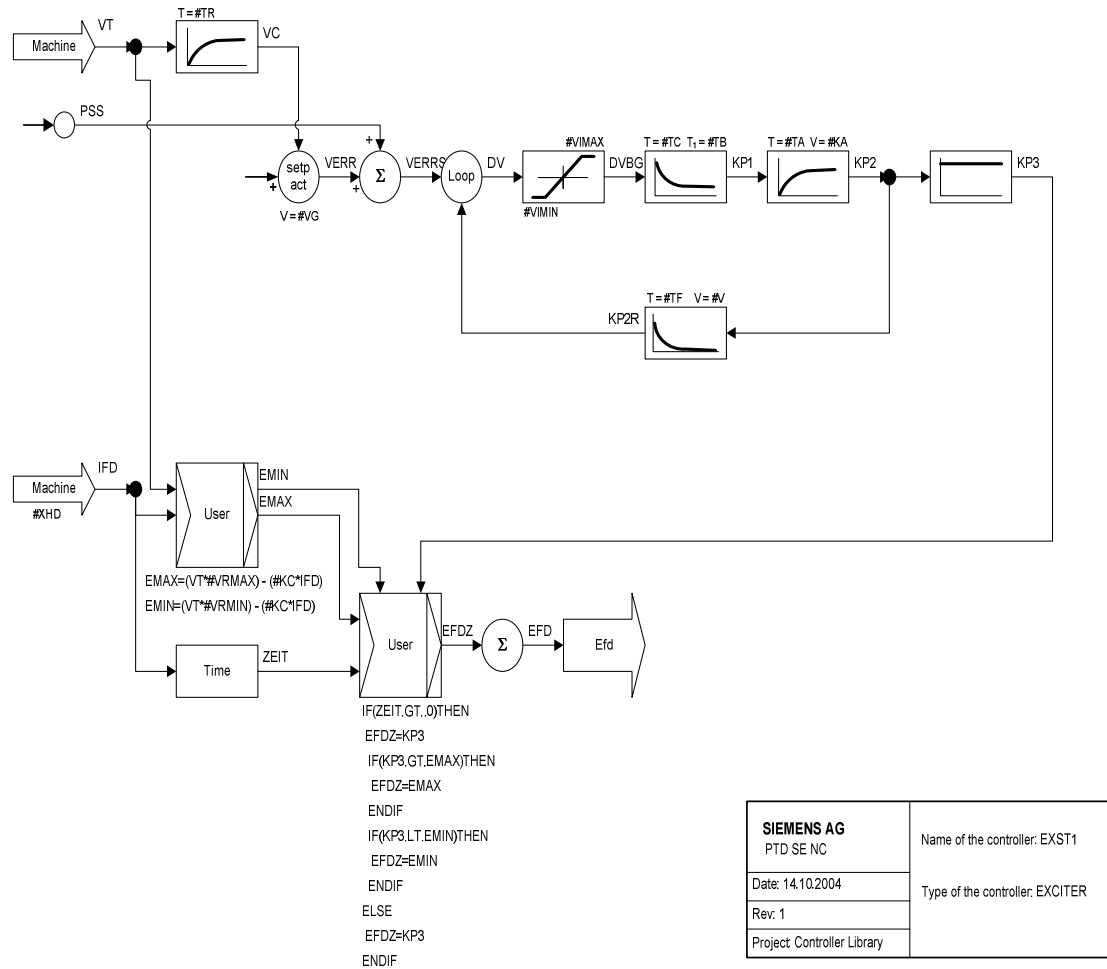 T = #TR
VT
VC
Machine
PSS
+
#VIMAX
T = #TC T₁ = #TB
T = #TA V = #KA
VERR
VERRS
DV
DVBG
KP1
KP2
KP3
setp
act
Σ
Loop
+
+
V = #VG
#VIMIN
T = #TF V = #V
KP2R
IFD
EMIN
Machine
EMAX
#XHD
User
EMAX=(VT*#VRMAX) - (#KC*IFD)
EMIN=(VT*#VRMIN) - (#KC*IFD)
ZEIT
Time
User
EFDZ
Σ
EFD
Efd
IF(ZEIT.GT..0)THEN
EFDZ=KP3
IF(KP3.GT.EMAX)THEN
EFDZ=EMAX
ENDIF
IF(KP3.LT.EMIN)THEN
EFDZ=EMIN
ENDIF
ELSE
EFDZ=KP3
ENDIF
SIEMENS AG
PTD SE NC
Name of the controller: EXST1
Date: 14.10.2004
Type of the controller: EXCITER
Rev: 1
Project: Controller Library